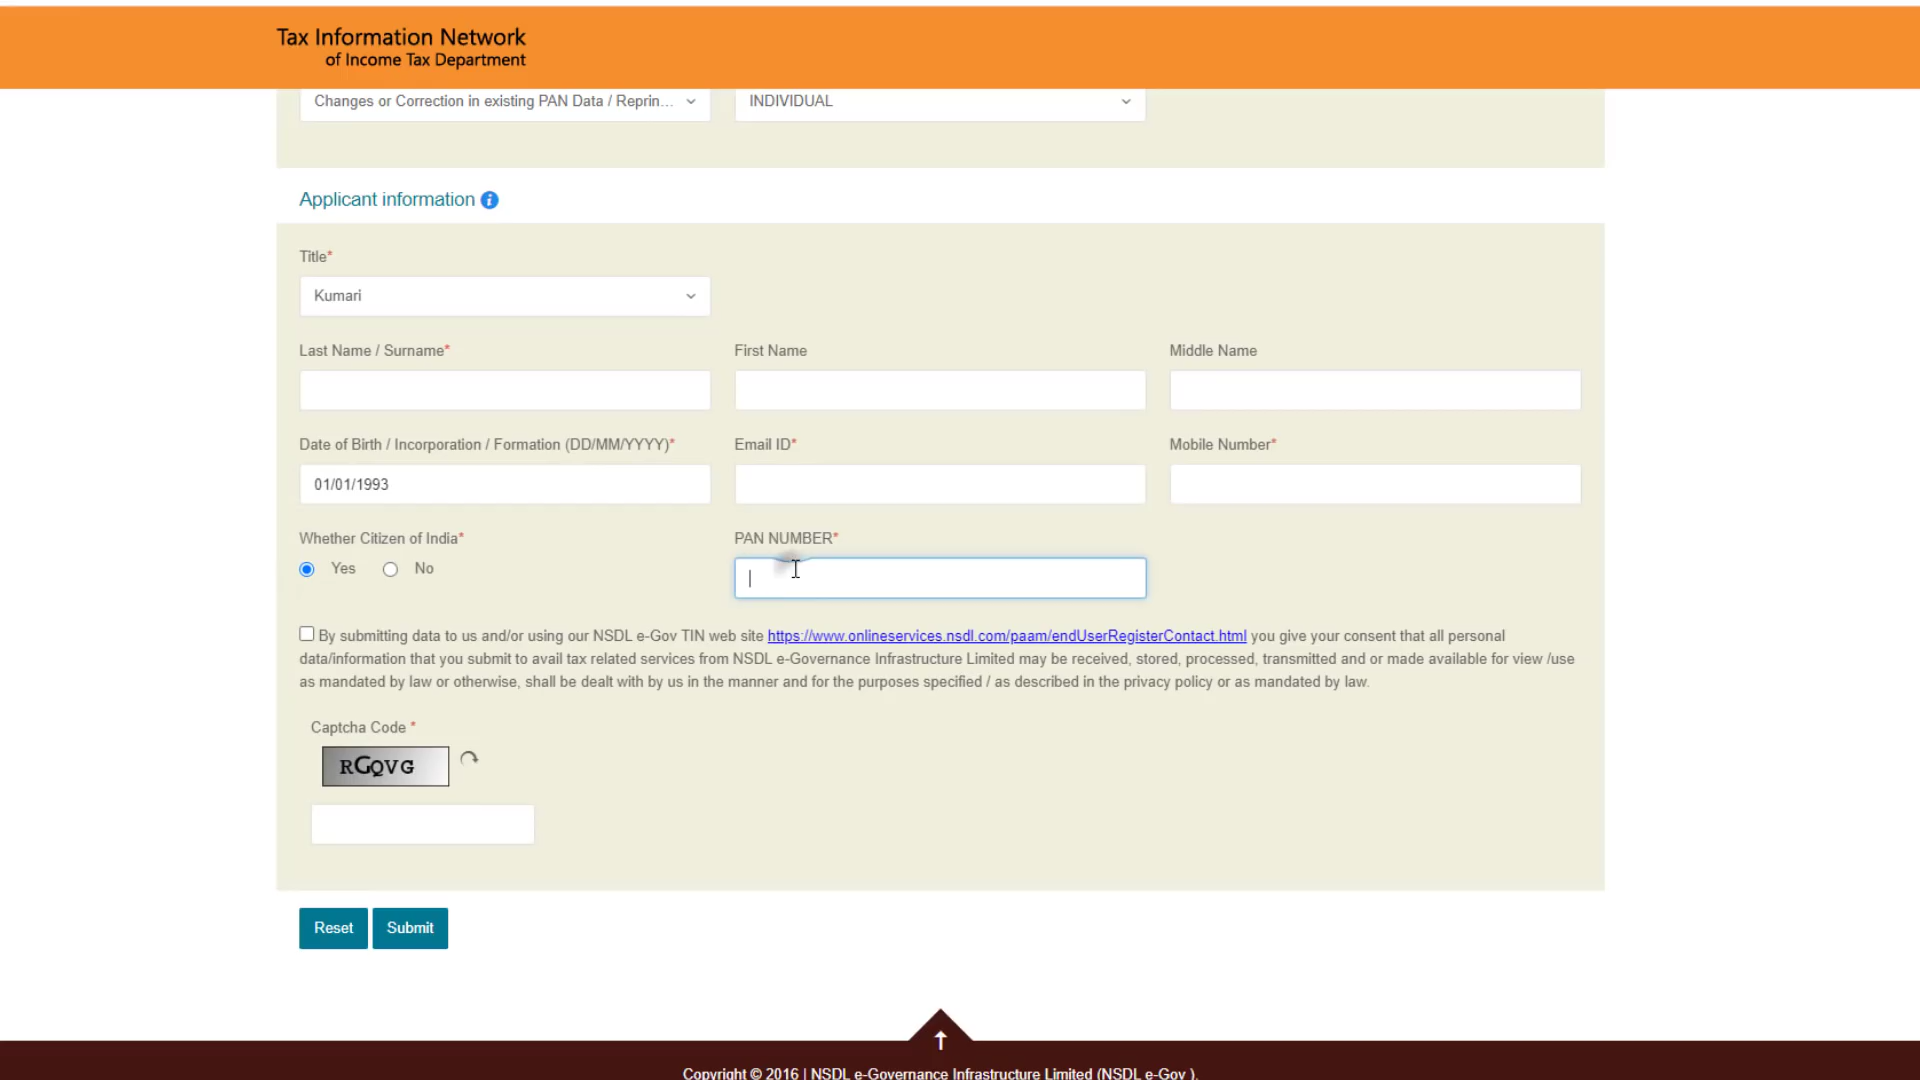 Tax Information Network
of Income Tax Department
Changes or Correction in existing PAN Data / Reprin... INDIVIDUAL
Applicant information
Title*
Kumari
Last Name / Surname* First Name Middle Name
Date of Birth / Incorporation / Formation (DD/MM/YYYY)* Email ID* Mobile Number*
01/01/1993
Whether Citizen of India* PAN NUMBER*
Yes No
By submitting data to us and/or using our NSDL e-Gov TIN web site https://www.onlineservices.nsdl.com/paam/endUserRegisterContact.html you give your consent that all personal
data/information that you submit to avail tax related services from NSDL e-Governance Infrastructure Limited may be received, stored, processed, transmitted and or made available for view /use
as mandated by law or otherwise, shall be dealt with by us in the manner and for the purposes specified / as described in the privacy policy or as mandated by law.
Captcha Code *
RGQVG
Reset Submit
Copyright © 2016 | NSDL e-Governance Infrastructure Limited (NSDL e-Gov ).